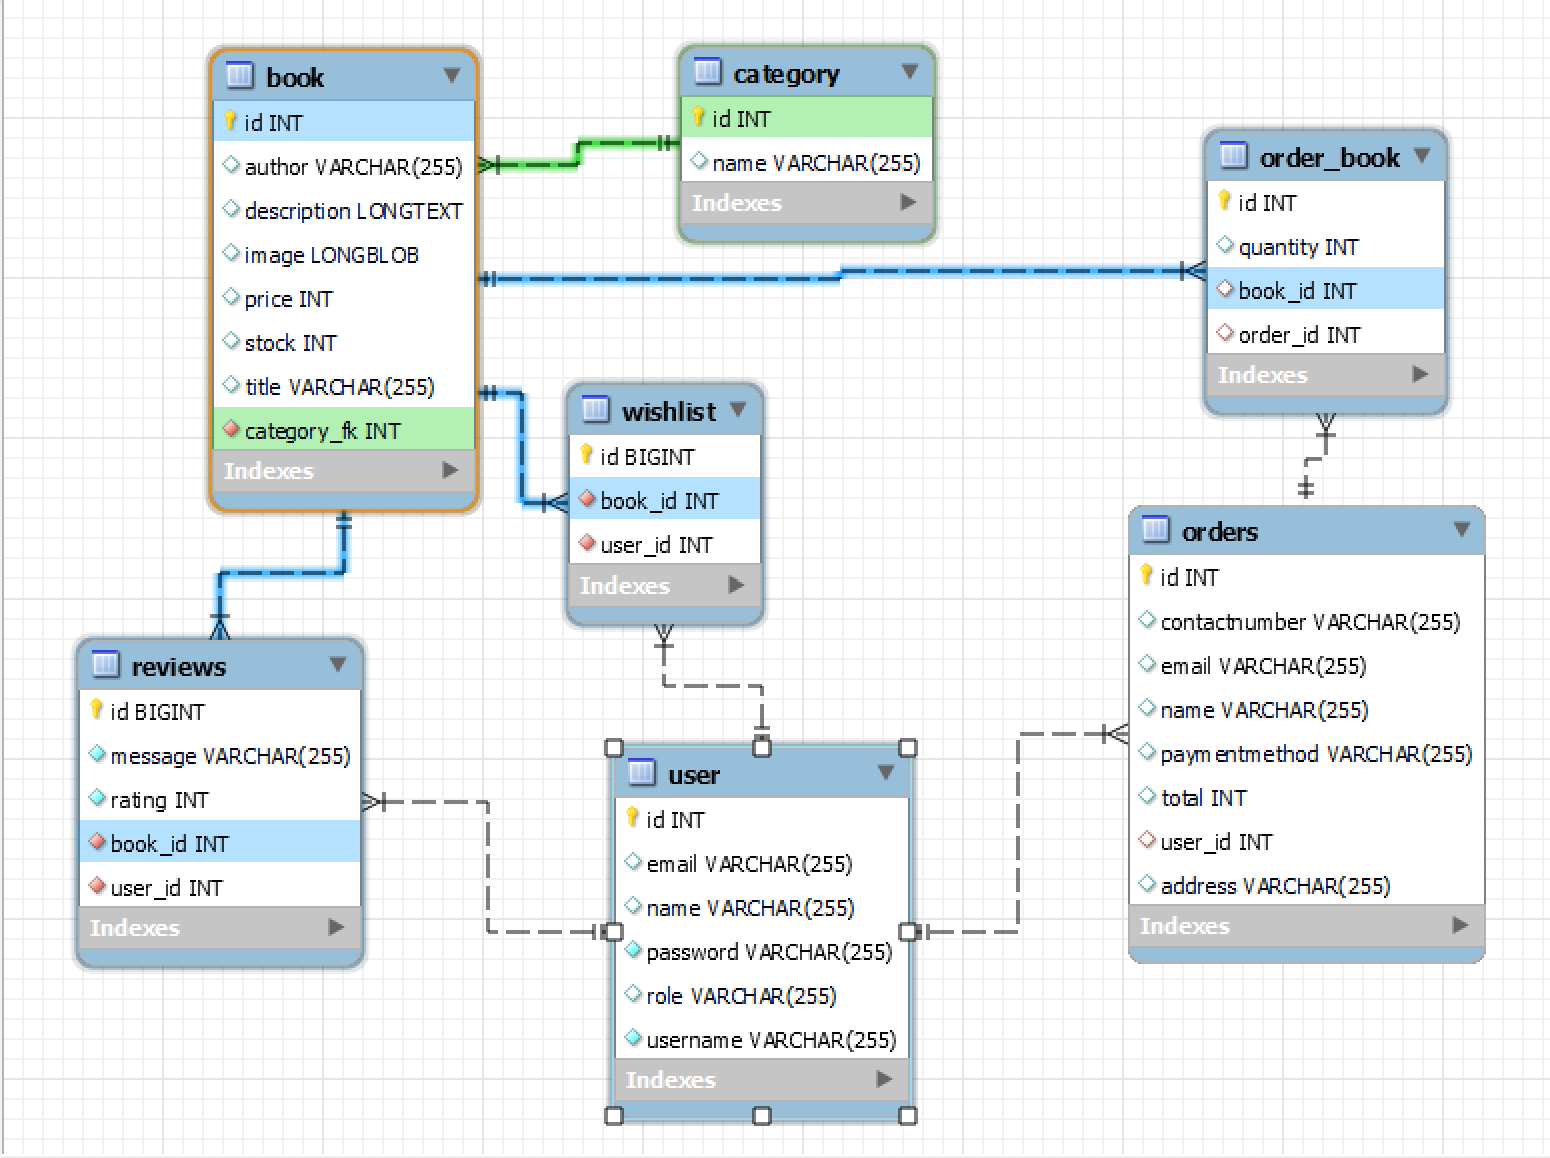 book
id INT
author VARCHAR(255)
description LONGTEXT
image LONGBLOB
price INT
stock INT
title VARCHAR(255)
category_fk INT
Indexes
category
id INT
name VARCHAR(255)
Indexes
order_book
id INT
quantity INT
book_id INT
order_id INT
Indexes
wishlist
id BIGINT
book_id INT
user_id INT
Indexes
orders
id INT
contactnumber VARCHAR(255)
email VARCHAR(255)
name VARCHAR(255)
paymentmethod VARCHAR(255)
total INT
user_id INT
address VARCHAR(255)
Indexes
reviews
id BIGINT
message VARCHAR(255)
rating INT
book_id INT
user_id INT
Indexes
user
id INT
email VARCHAR(255)
name VARCHAR(255)
password VARCHAR(255)
role VARCHAR(255)
username VARCHAR(255)
Indexes